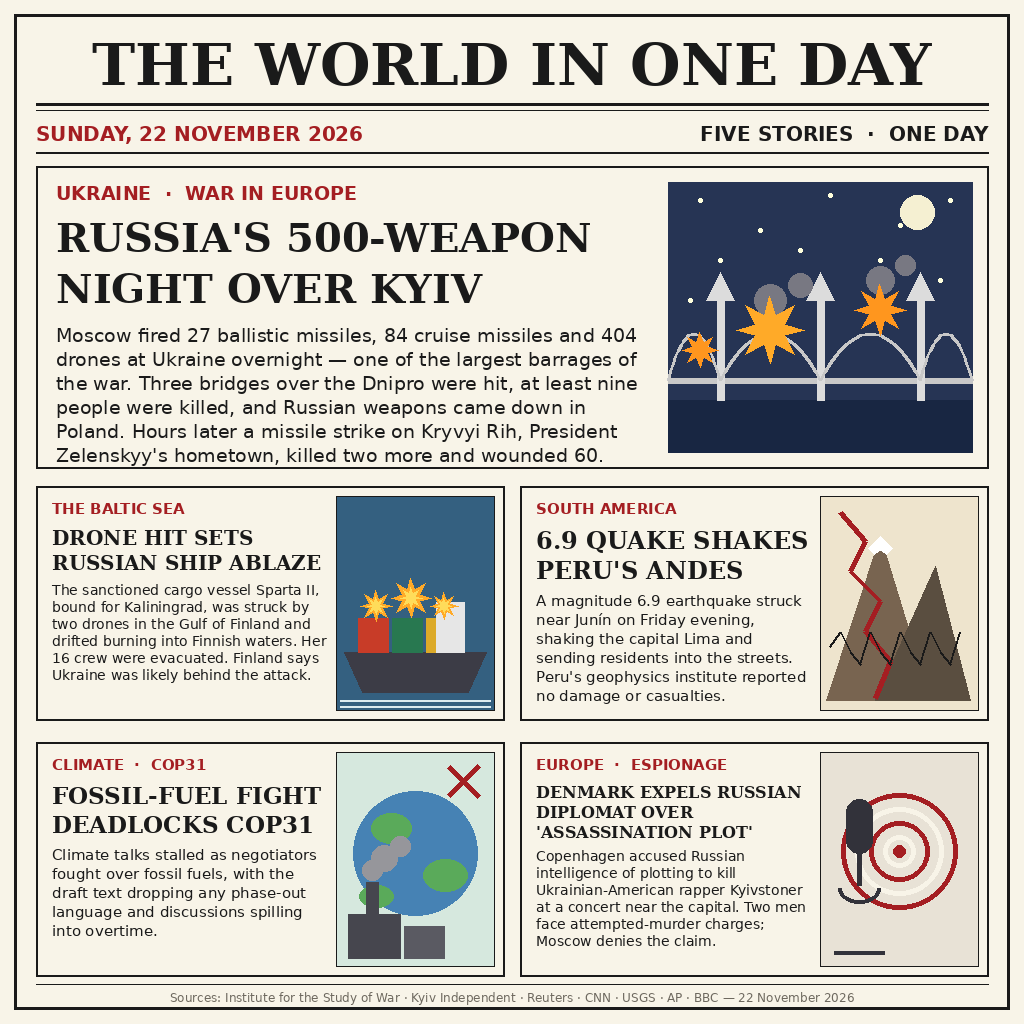 THE WORLD IN ONE DAY
SUNDAY, 22 NOVEMBER 2026
FIVE STORIES · ONE DAY
UKRAINE · WAR IN EUROPE
RUSSIA'S 500-WEAPON
NIGHT OVER KYIV
Moscow fired 27 ballistic missiles, 84 cruise missiles and 404
drones at Ukraine overnight — one of the largest barrages of
the war. Three bridges over the Dnipro were hit, at least nine
people were killed, and Russian weapons came down in
Poland. Hours later a missile strike on Kryvyi Rih, President
Zelenskyy's hometown, killed two more and wounded 60.
THE BALTIC SEA
DRONE HIT SETS
RUSSIAN SHIP ABLAZE
The sanctioned cargo vessel Sparta II,
bound for Kaliningrad, was struck by
two drones in the Gulf of Finland and
drifted burning into Finnish waters. Her
16 crew were evacuated. Finland says
Ukraine was likely behind the attack.
SOUTH AMERICA
6.9 QUAKE SHAKES
PERU'S ANDES
A magnitude 6.9 earthquake struck
near Junín on Friday evening,
shaking the capital Lima and
sending residents into the streets.
Peru's geophysics institute reported
no damage or casualties.
CLIMATE · COP31
FOSSIL-FUEL FIGHT
DEADLOCKS COP31
Climate talks stalled as negotiators
fought over fossil fuels, with the
draft text dropping any phase-out
language and discussions spilling
into overtime.
EUROPE · ESPIONAGE
DENMARK EXPELS RUSSIAN
DIPLOMAT OVER
'ASSASSINATION PLOT'
Copenhagen accused Russian
intelligence of plotting to kill
Ukrainian-American rapper Kyivstoner
at a concert near the capital. Two men
face attempted-murder charges;
Moscow denies the claim.
Sources: Institute for the Study of War · Kyiv Independent · Reuters · CNN · USGS · AP · BBC — 22 November 2026